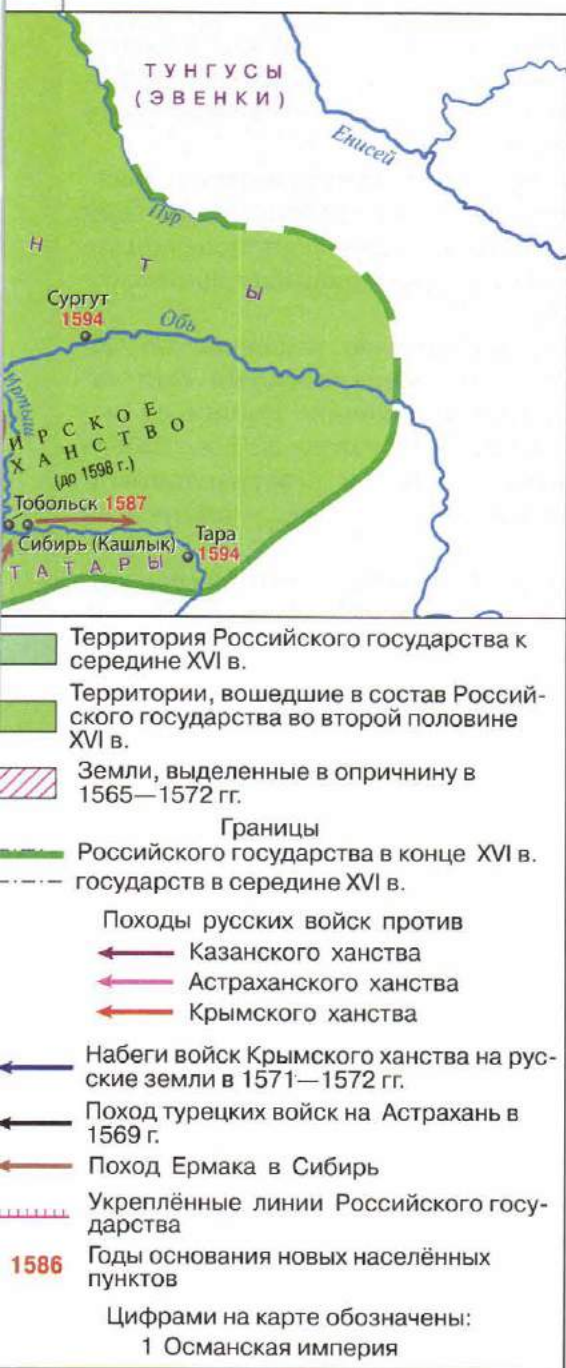 ТУНГУСЫ
(ЭВЕНКИ)
Енисей
Пур
Н Т Ы
Сургут
1594
Обь
Иртыш
ИРСКОЕ
ХАНСТВО
(до 1598 г.)
Тобольск 1587
Сибирь (Кашлык)
Тара
1594
ТАТАРЫ
Территория Российского государства к
середине XVI в.
Территории, вошедшие в состав Россий-
ского государства во второй половине
XVI в.
Земли, выделенные в опричнину в
1565—1572 гг.
Границы
Российского государства в конце XVI в.
государств в середине XVI в.
Походы русских войск против
Казанского ханства
Астраханского ханства
Крымского ханства
Набеги войск Крымского ханства на рус-
ские земли в 1571—1572 гг.
Поход турецких войск на Астрахань в
1569 г.
Поход Ермака в Сибирь
Укреплённые линии Российского госу-
дарства
1586 Годы основания новых населённых
пунктов
Цифрами на карте обозначены:
1 Османская империя